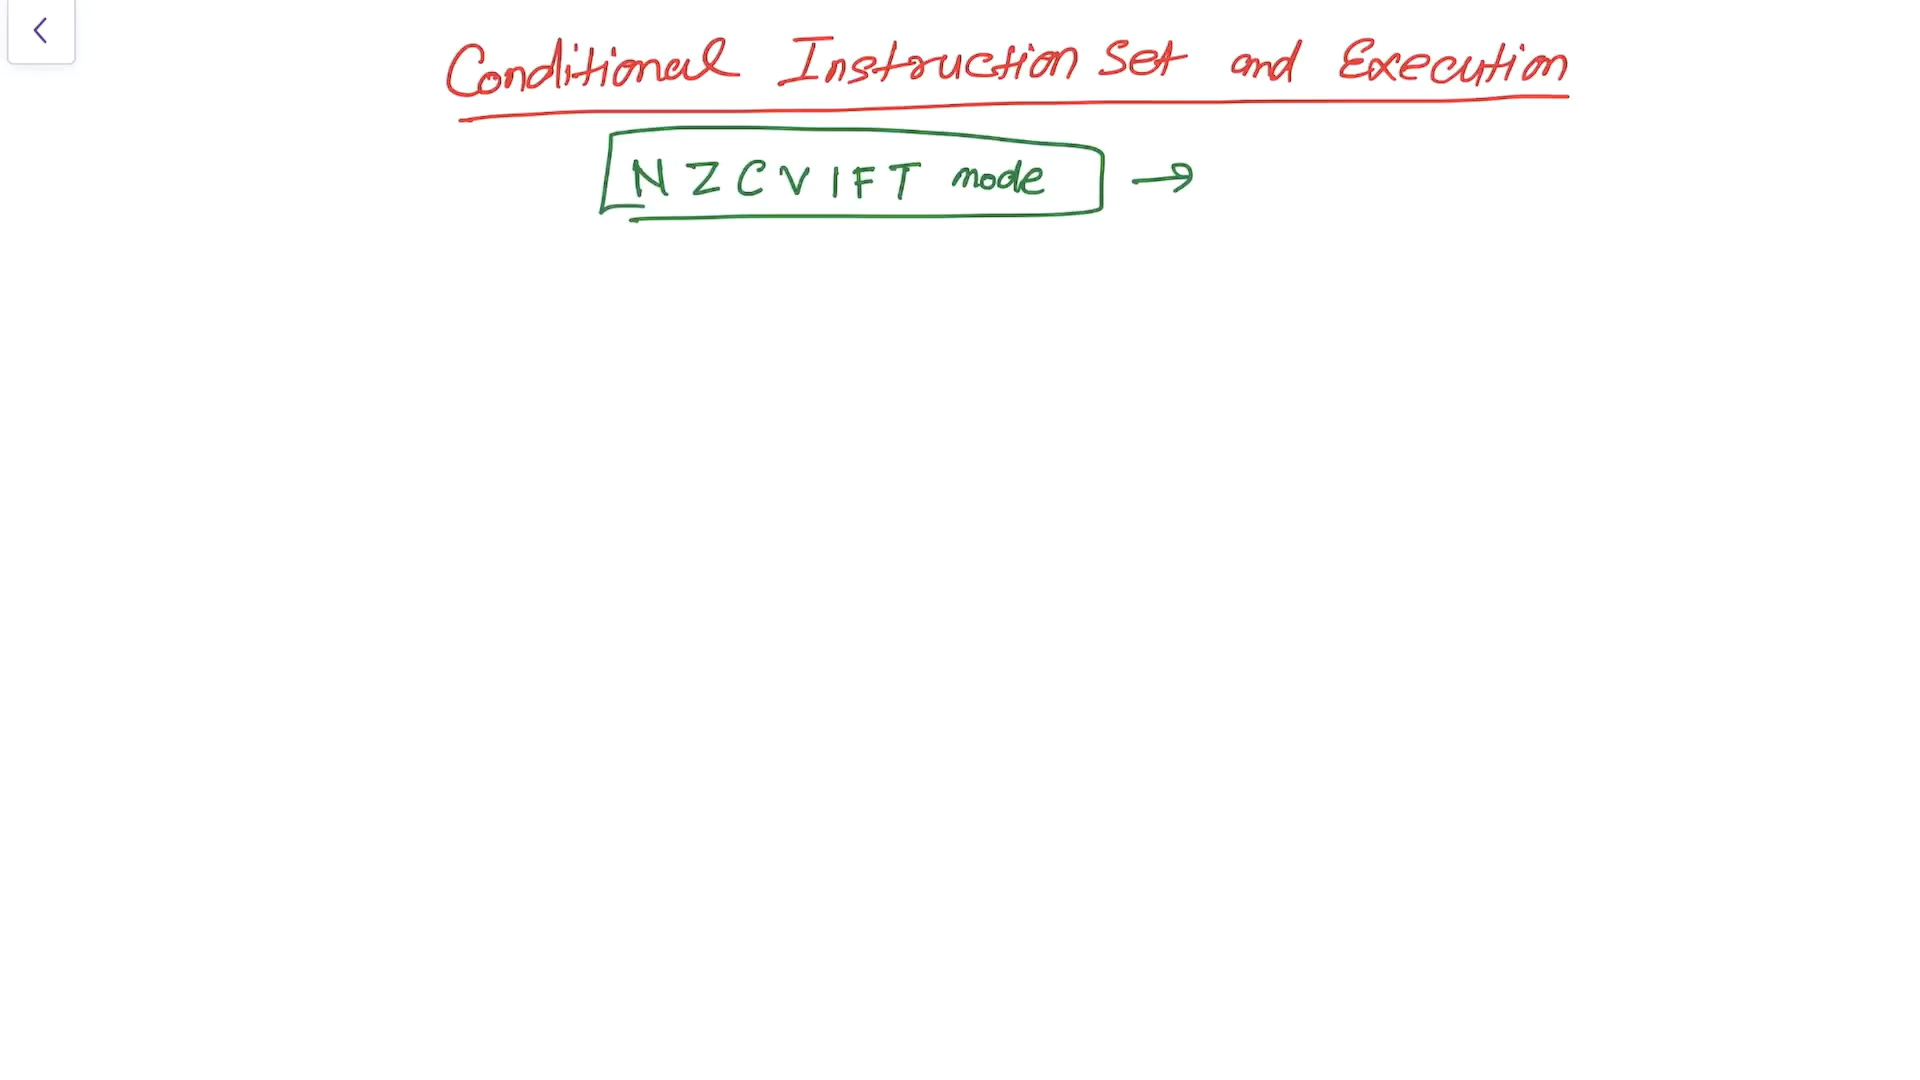 Conditional Instruction Set and Execution
N Z C V I F T mode →